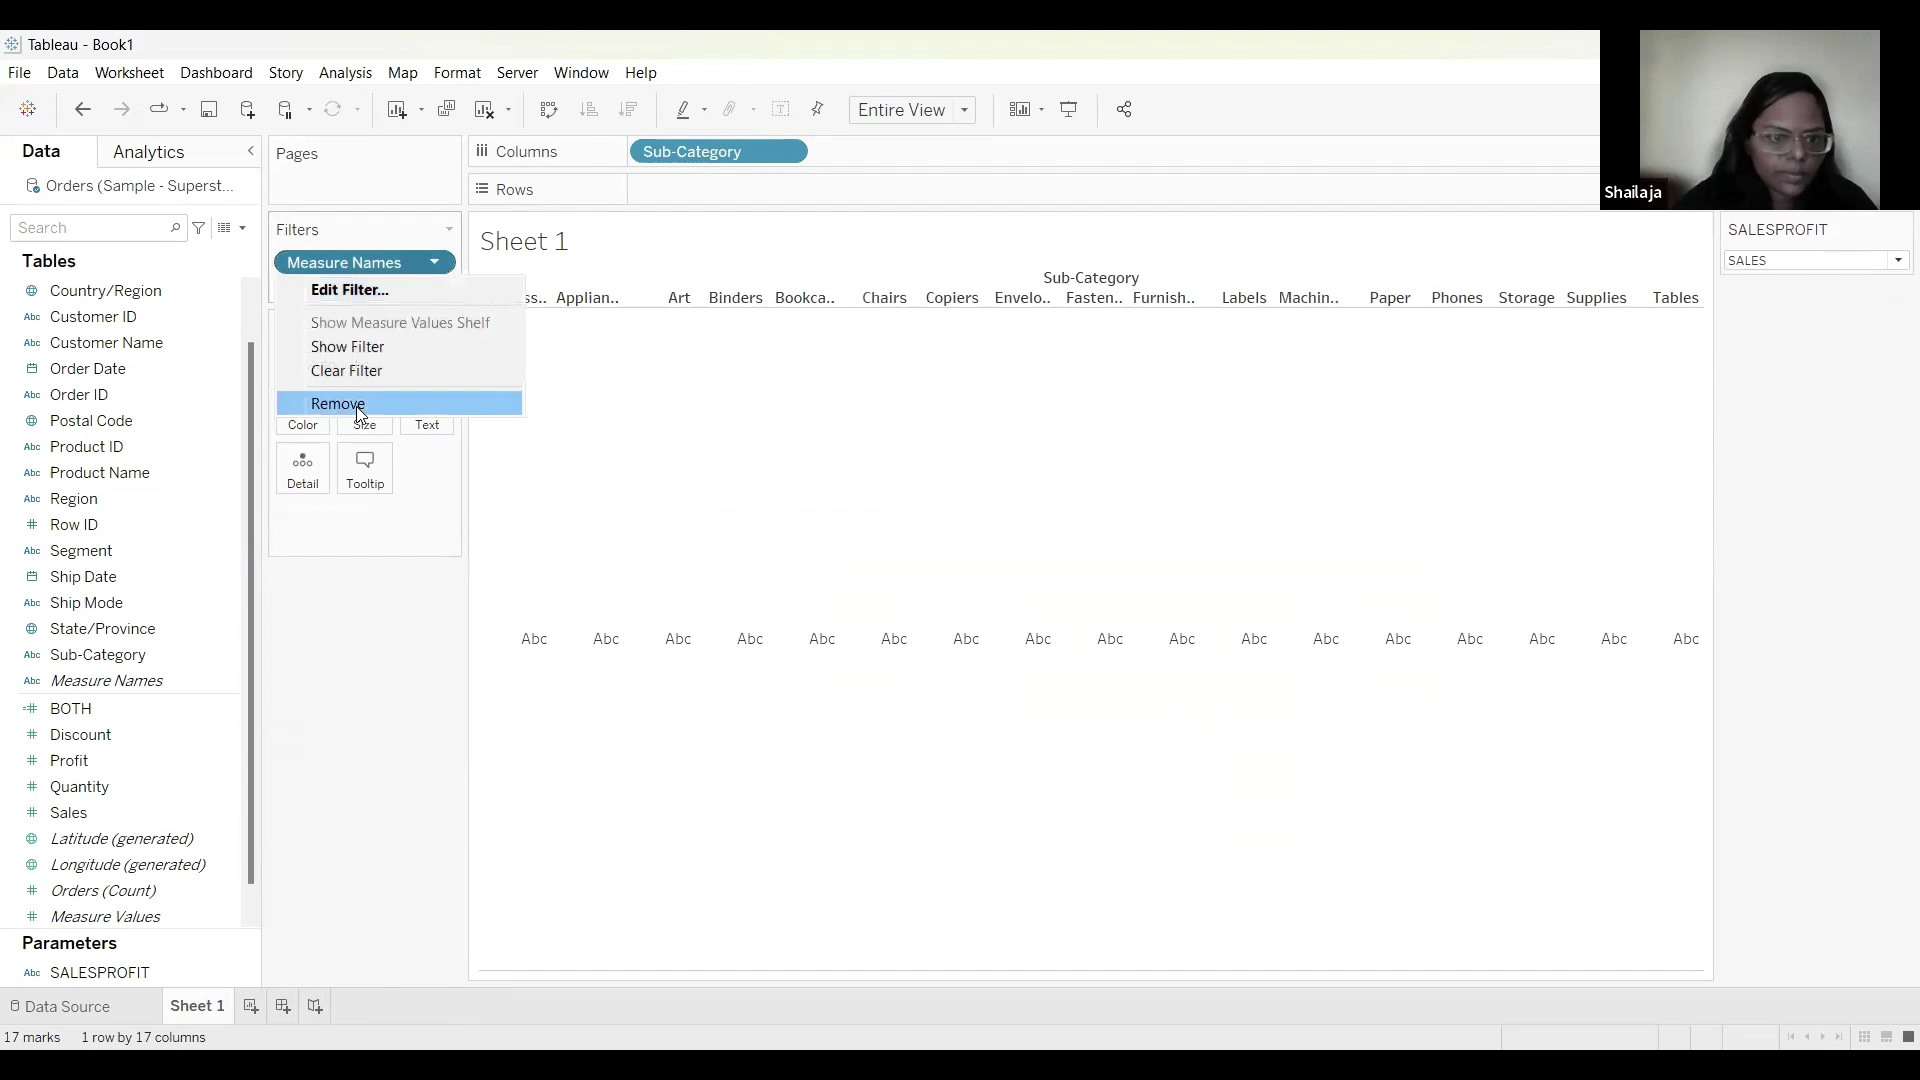 Tableau - Book1
File Data Worksheet Dashboard Story Analysis Map Format Server Window Help
Entire View
Shailaja
Data Analytics
Orders (Sample - Superst...
Search
Tables
Country/Region
Customer ID
Customer Name
Order Date
Order ID
Postal Code
Product ID
Product Name
Region
Row ID
Segment
Ship Date
Ship Mode
State/Province
Sub-Category
Measure Names
BOTH
Discount
Profit
Quantity
Sales
Latitude (generated)
Longitude (generated)
Orders (Count)
Measure Values
Parameters
SALESPROFIT
Pages
Filters
Measure Names
Edit Filter...
Show Measure Values Shelf
Show Filter
Clear Filter
Remove
Color Size Text
Detail Tooltip
Columns Sub-Category
Rows
Sheet 1
Sub-Category
ss.. Applian.. Art Binders Bookca.. Chairs Copiers Envelo.. Fasten.. Furnish.. Labels Machin.. Paper Phones Storage Supplies Tables
Abc Abc Abc Abc Abc Abc Abc Abc Abc Abc Abc Abc Abc Abc Abc Abc Abc
SALESPROFIT
SALES
Data Source Sheet 1
17 marks 1 row by 17 columns